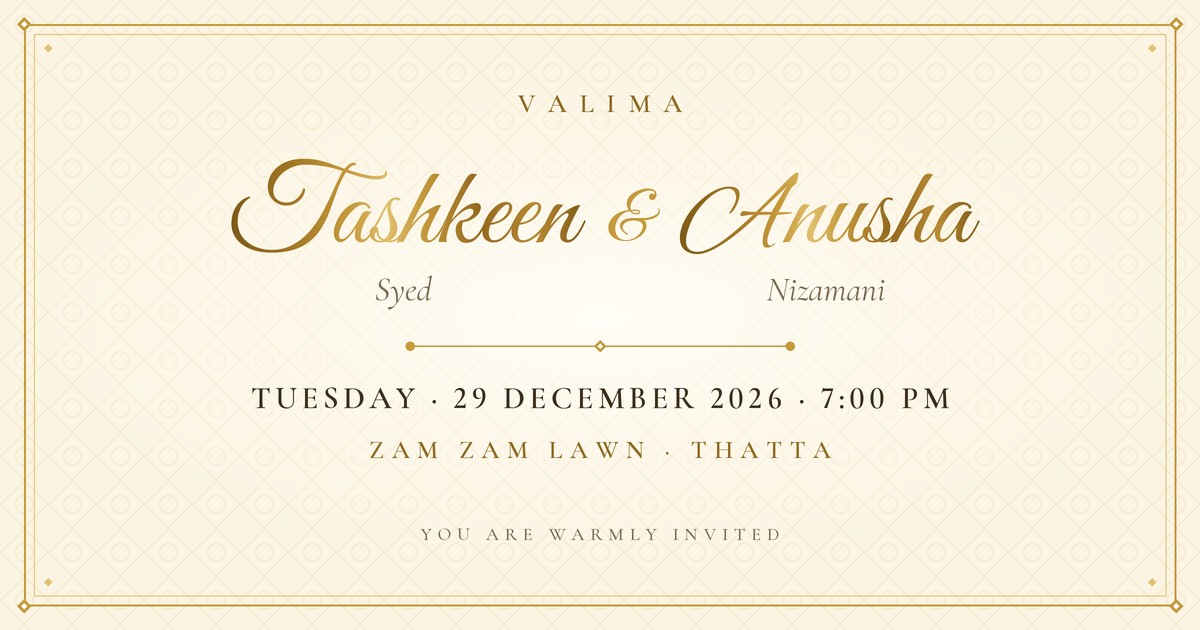 VALIMA
Tashkeen & Anusha
Syed Nizamani
TUESDAY · 29 DECEMBER 2026 · 7:00 PM
ZAM ZAM LAWN · THATTA
YOU ARE WARMLY INVITED